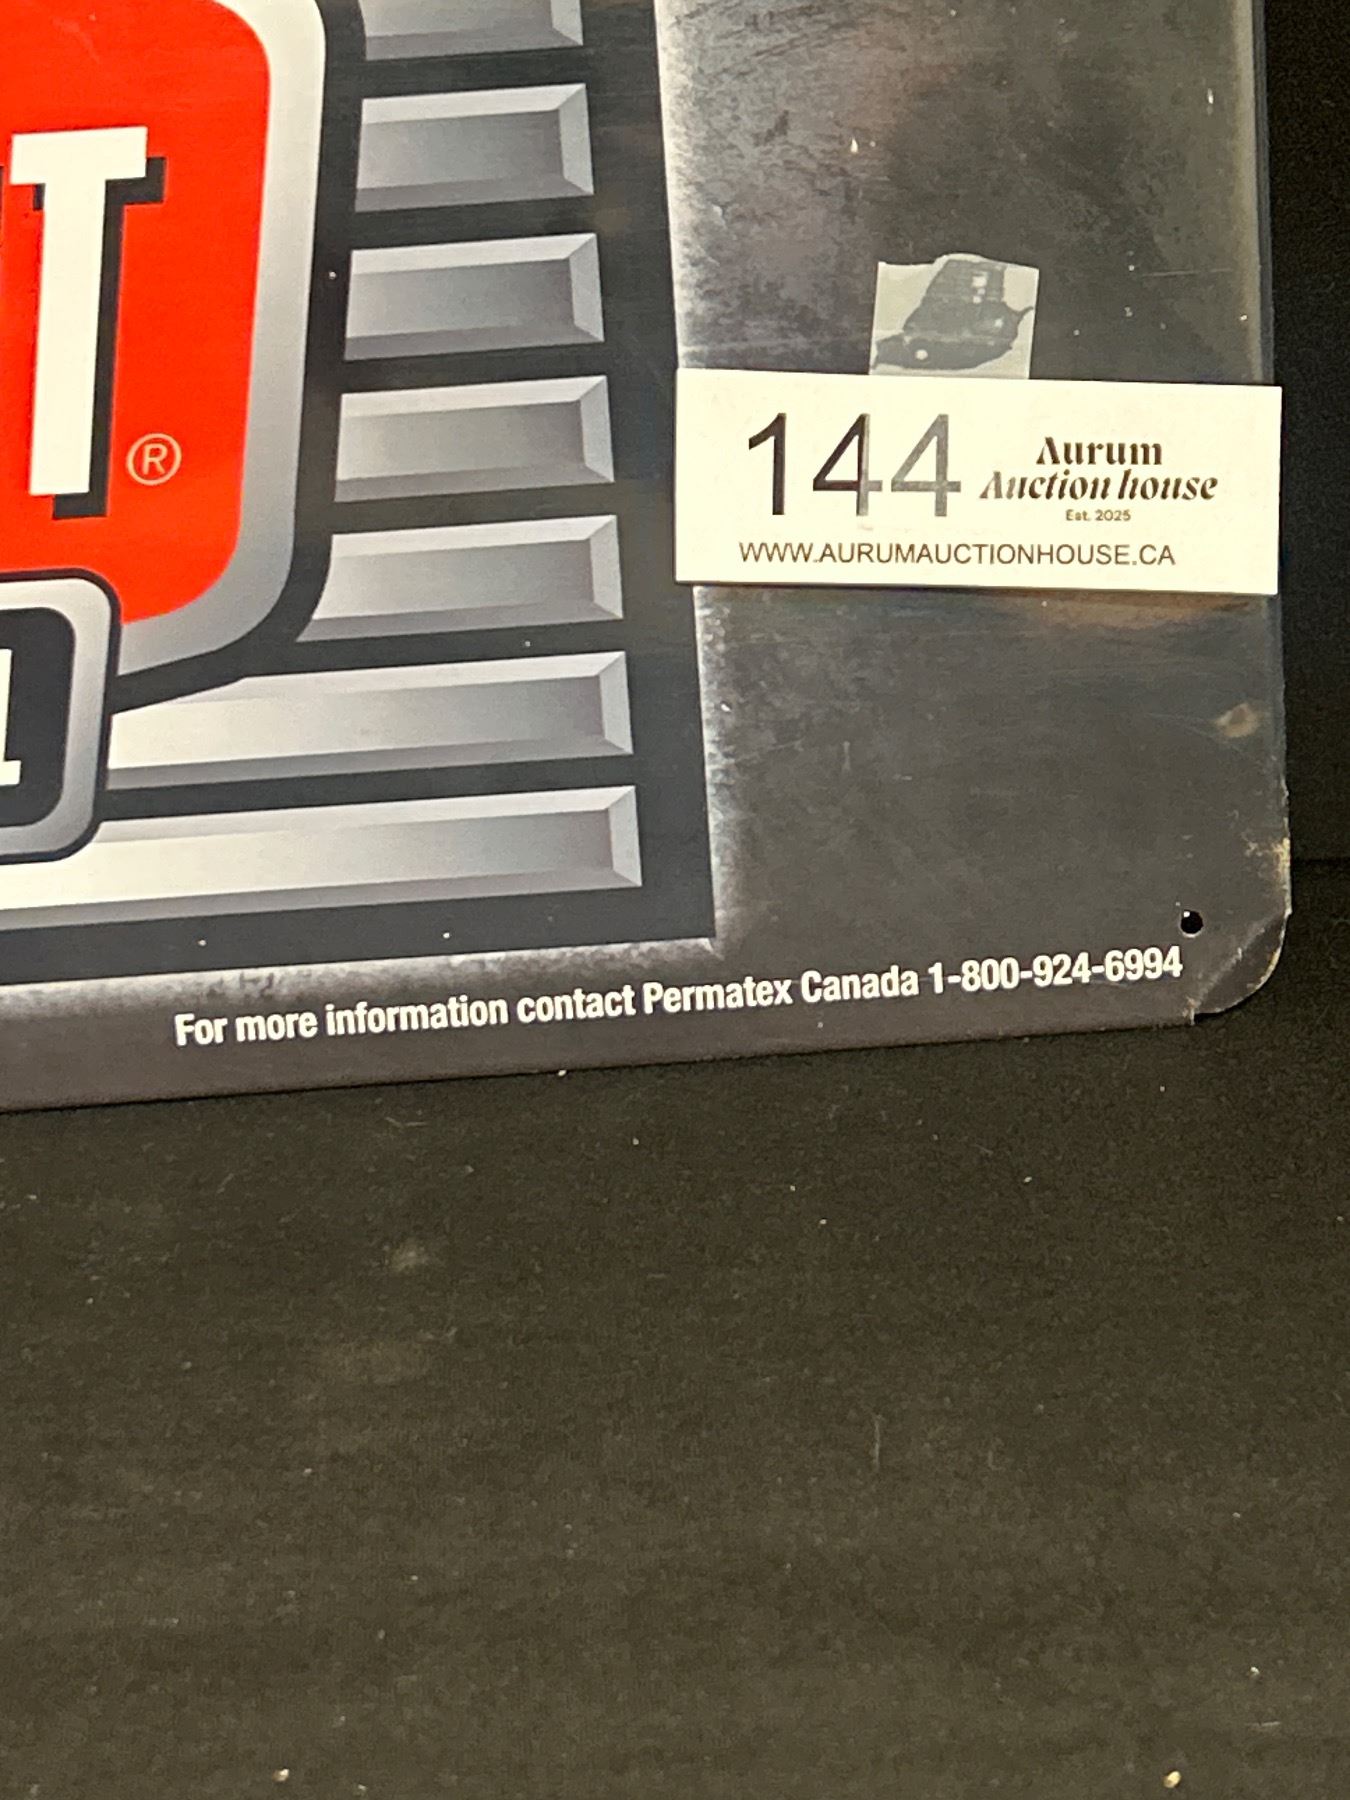 T®
1
144
Aurum
Auction house
Est. 2025
WWW.AURUMAUCTIONHOUSE.CA
For more information contact Permatex Canada 1-800-924-6994